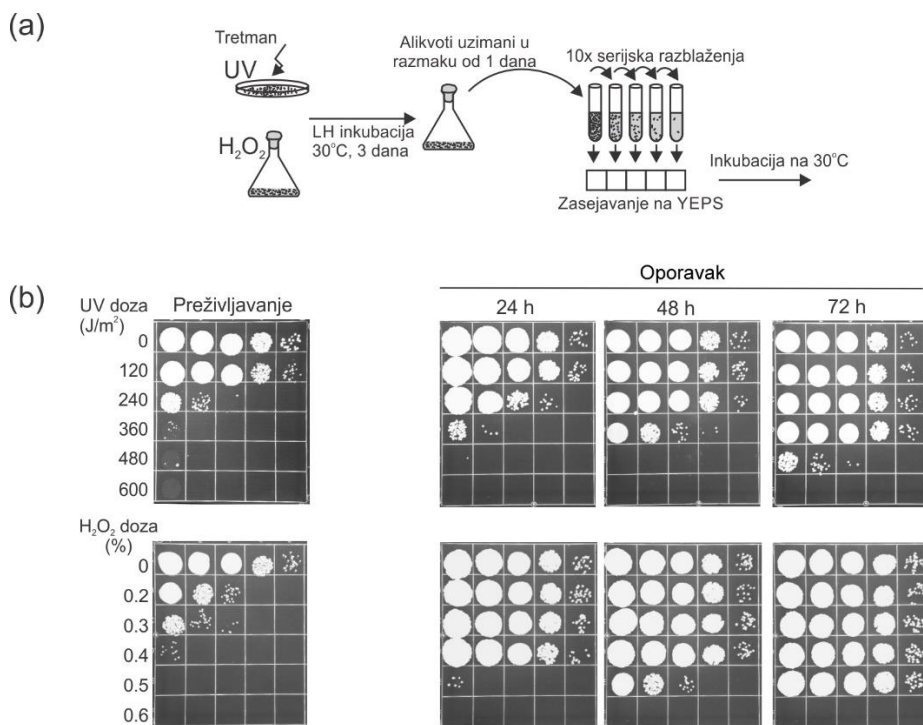 (a)
Tretman
UV
H₂O₂
LH inkubacija
30°C, 3 dana
Alikvoti uzimani u
razmaku od 1 dana
10x serijska razblaženja
Zasejavanje na YEPS
Inkubacija na 30°C
(b)
UV doza
(J/m²)
Preživljavanje
Oporavak
24 h
48 h
72 h
0
120
240
360
480
600
H₂O₂ doza
(%)
0
0.2
0.3
0.4
0.5
0.6